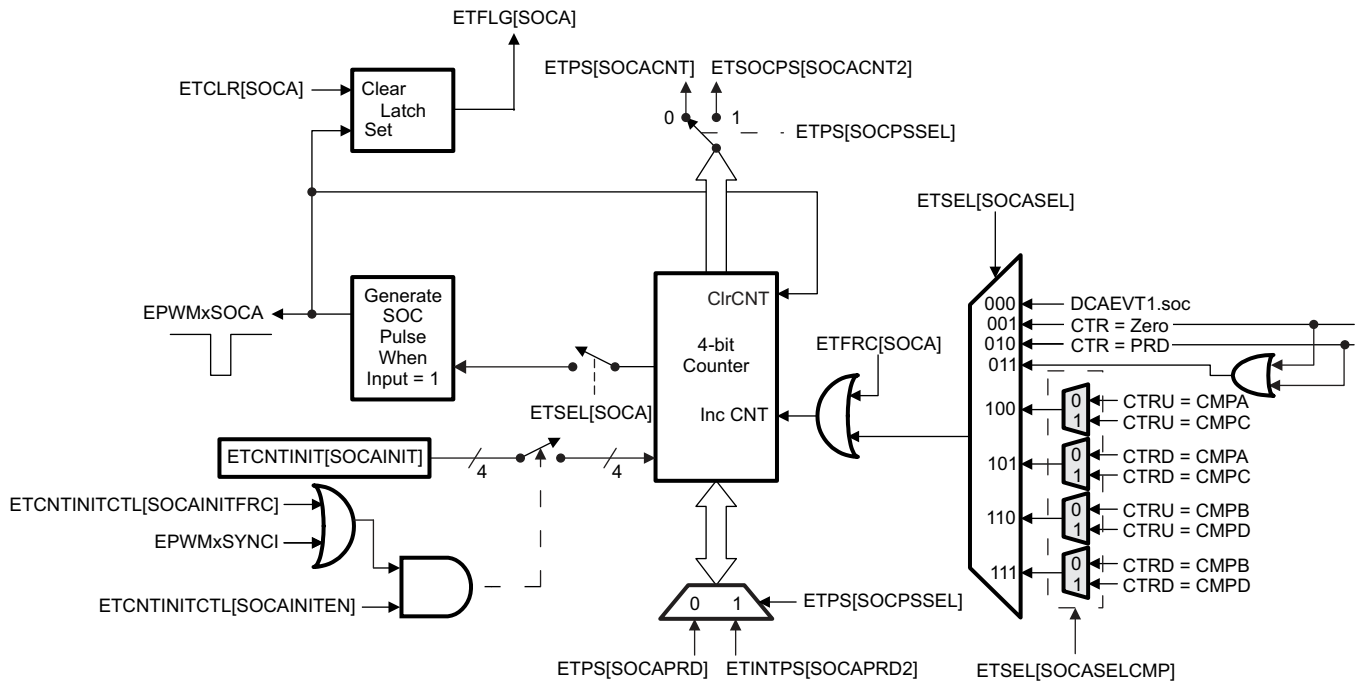 ETFLG[SOCA]
ETPS[SOCACNT]
ETSOCPS[SOCACNT2]
ETCLR[SOCA]
Clear
Latch
Set
0
1
ETPS[SOCPSSEL]
ETSEL[SOCASEL]
EPWMxSOCA
Generate
SOC
Pulse
When
Input = 1
ClrCNT
4-bit
Counter
Inc CNT
ETSEL[SOCA]
ETFRC[SOCA]
000
DCAEVT1.soc
001
CTR = Zero
010
CTR = PRD
011
100
0
CTRU = CMPA
1
CTRU = CMPC
101
0
CTRD = CMPA
1
CTRD = CMPC
110
0
CTRU = CMPB
1
CTRU = CMPD
111
0
CTRD = CMPB
1
CTRD = CMPD
ETCNTINIT[SOCAINIT]
4
4
ETCNTINITCTL[SOCAINITFRC]
EPWMxSYNCI
ETCNTINITCTL[SOCAINITEN]
0 1
ETPS[SOCPSSEL]
ETPS[SOCAPRD]
ETINTPS[SOCAPRD2]
ETSEL[SOCASELCMP]